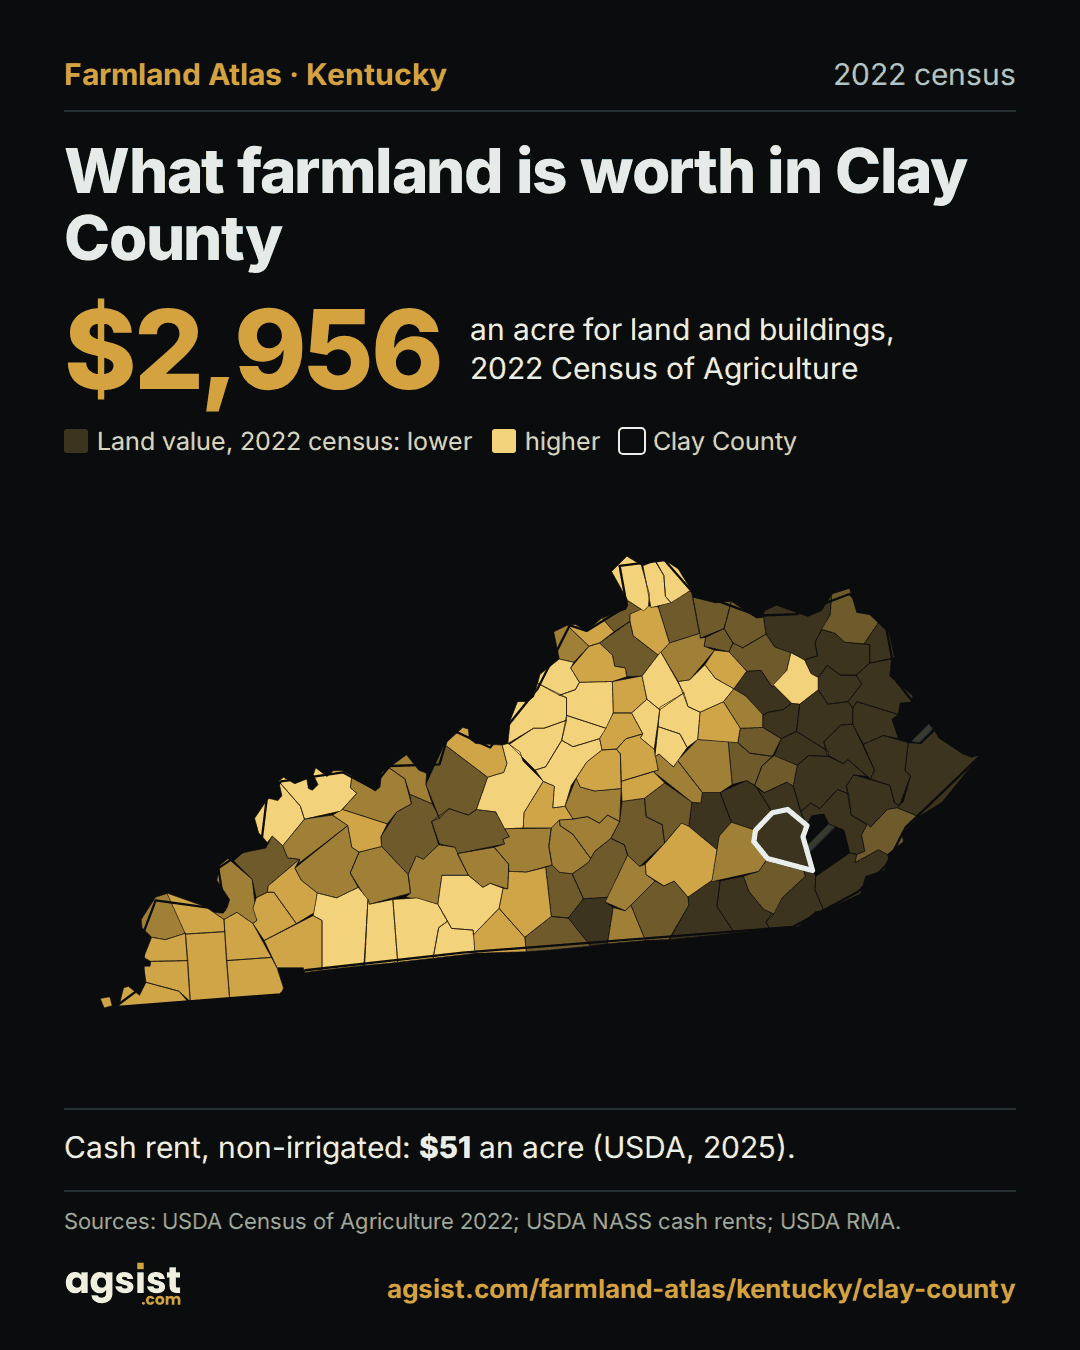 Farmland Atlas · Kentucky
2022 census
What farmland is worth in Clay
County
$2,956
an acre for land and buildings,
2022 Census of Agriculture
Land value, 2022 census: lower
higher
Clay County
Cash rent, non-irrigated: $51 an acre (USDA, 2025).
Sources: USDA Census of Agriculture 2022; USDA NASS cash rents; USDA RMA.
agsist
.com
agsist.com/farmland-atlas/kentucky/clay-county